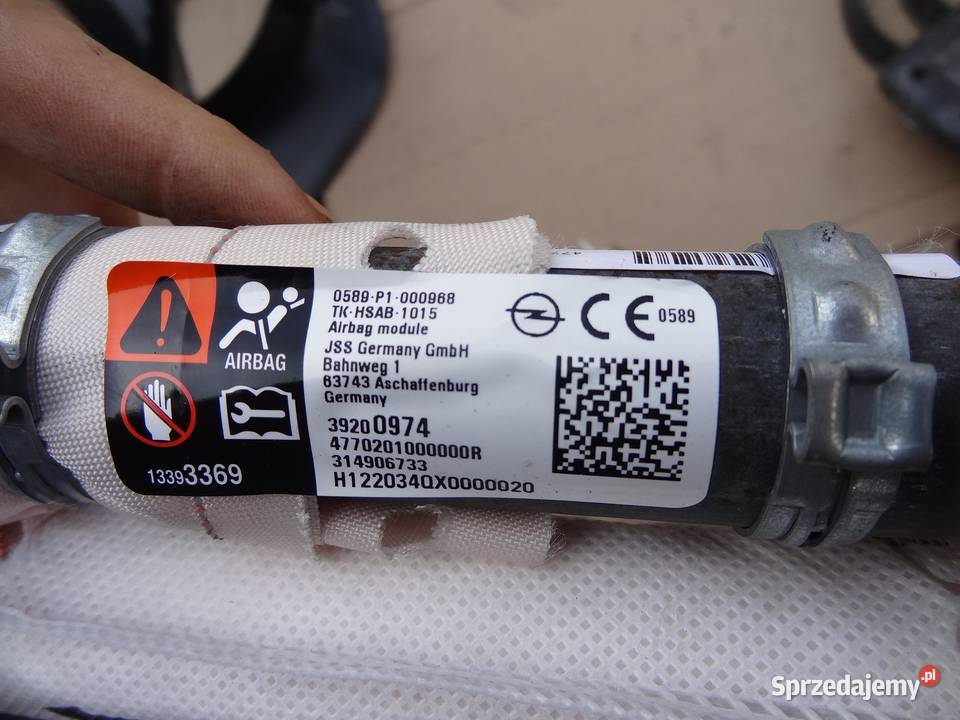 AIRBAG
13393369
0589-P1-000968
TK-HSAB-1015
Airbag module
JSS Germany GmbH
Bahnweg 1
63743 Aschaffenburg
Germany
39200974
4770201000000R
314906733
H122034QX0000020
CE 0589
Sprzedajemy.pl